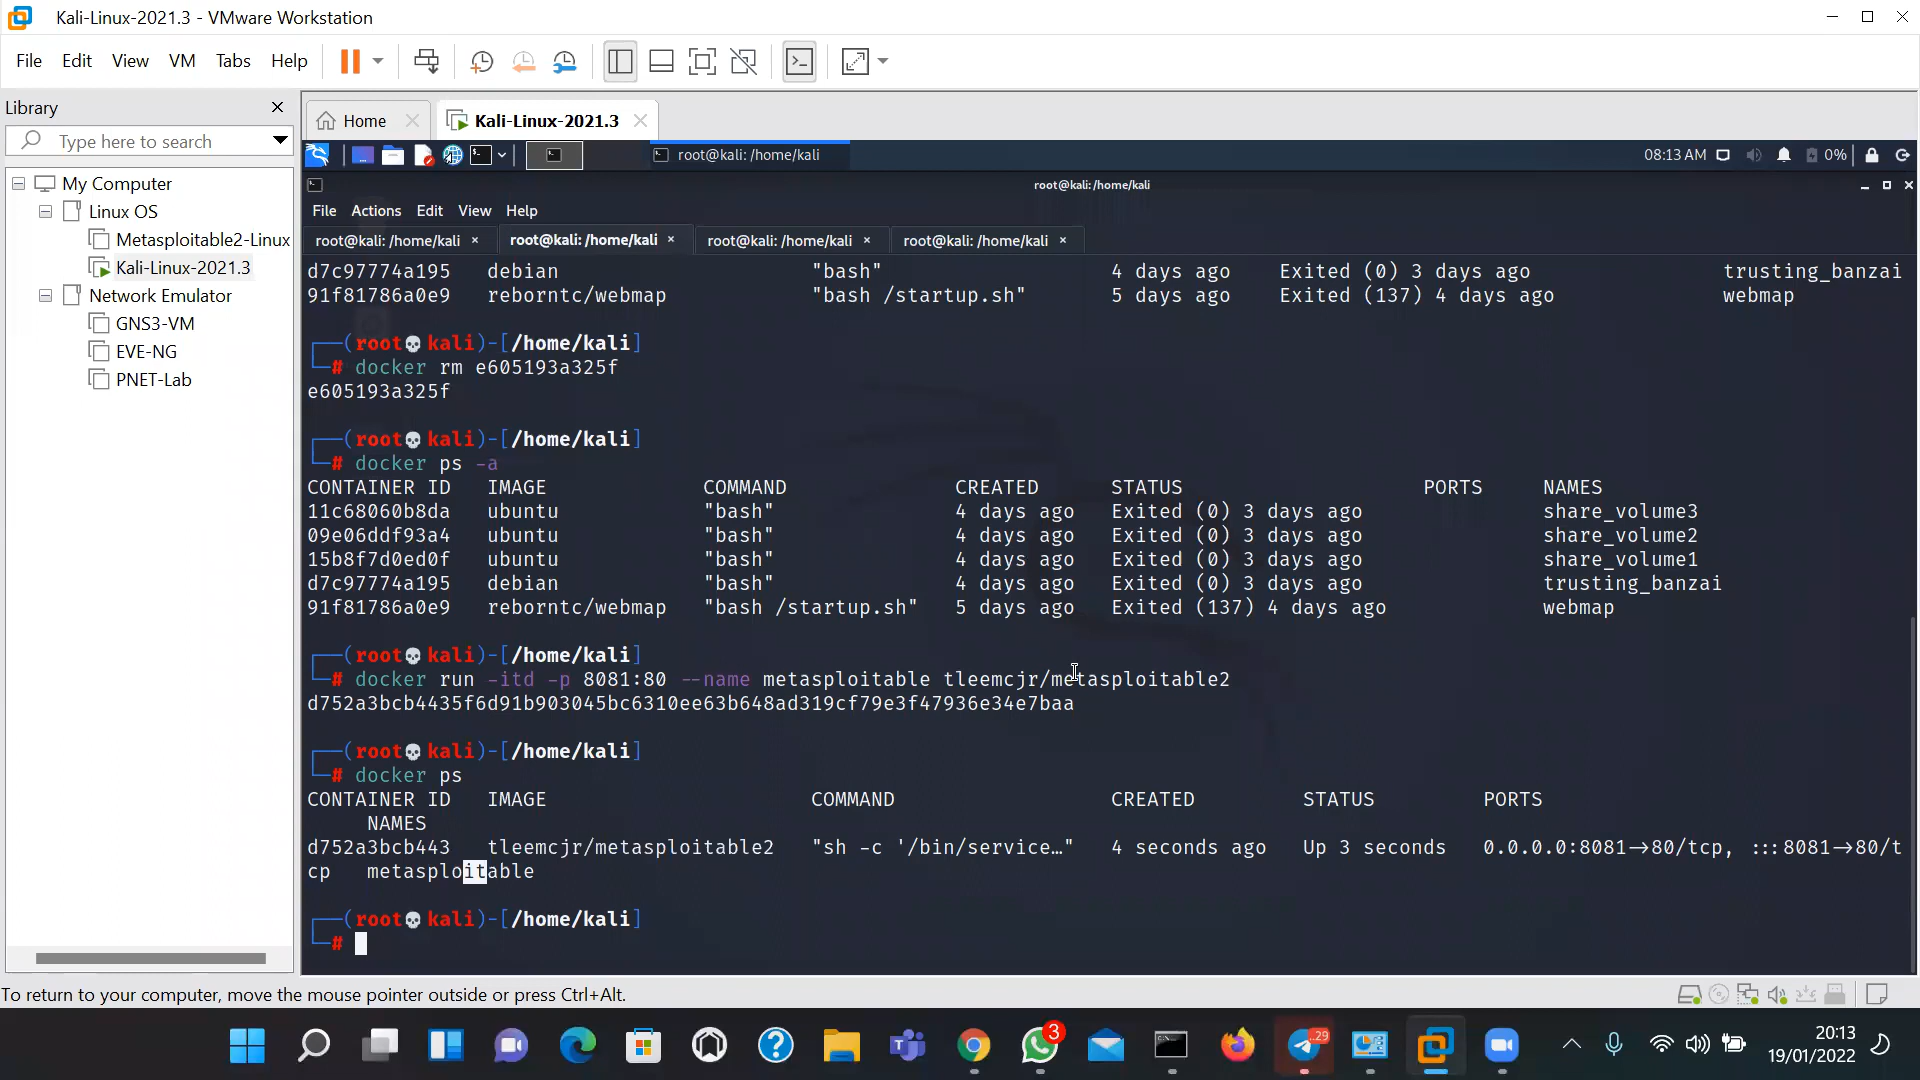 Kali-Linux-2021.3 - VMware Workstation
File Edit View VM Tabs Help
Library
Type here to search
My Computer
Linux OS
Metasploitable2-Linux
Kali-Linux-2021.3
Network Emulator
GNS3-VM
EVE-NG
PNET-Lab
Home
Kali-Linux-2021.3
root@kali: /home/kali
08:13 AM
0%
root@kali: /home/kali
File Actions Edit View Help
root@kali: /home/kali × root@kali: /home/kali × root@kali: /home/kali × root@kali: /home/kali ×
d7c97774a195 debian "bash" 4 days ago Exited (0) 3 days ago trusting_banzai
91f81786a0e9 reborntc/webmap "bash /startup.sh" 5 days ago Exited (137) 4 days ago webmap
┌──(root💀kali)-[/home/kali]
└─# docker rm e605193a325f
e605193a325f
┌──(root💀kali)-[/home/kali]
└─# docker ps -a
CONTAINER ID IMAGE COMMAND CREATED STATUS PORTS NAMES
11c68060b8da ubuntu "bash" 4 days ago Exited (0) 3 days ago share_volume3
09e06ddf93a4 ubuntu "bash" 4 days ago Exited (0) 3 days ago share_volume2
15b8f7d0ed0f ubuntu "bash" 4 days ago Exited (0) 3 days ago share_volume1
d7c97774a195 debian "bash" 4 days ago Exited (0) 3 days ago trusting_banzai
91f81786a0e9 reborntc/webmap "bash /startup.sh" 5 days ago Exited (137) 4 days ago webmap
┌──(root💀kali)-[/home/kali]
└─# docker run -itd -p 8081:80 --name metasploitable tleemcjr/metasploitable2
d752a3bcb4435f6d91b903045bc6310ee63b648ad319cf79e3f47936e34e7baa
┌──(root💀kali)-[/home/kali]
└─# docker ps
CONTAINER ID IMAGE COMMAND CREATED STATUS PORTS
NAMES
d752a3bcb443 tleemcjr/metasploitable2 "sh -c '/bin/service…" 4 seconds ago Up 3 seconds 0.0.0.0:8081→80/tcp, :::8081→80/t
cp metasploitable
┌──(root💀kali)-[/home/kali]
└─#
To return to your computer, move the mouse pointer outside or press Ctrl+Alt.
3
29
20:13
19/01/2022